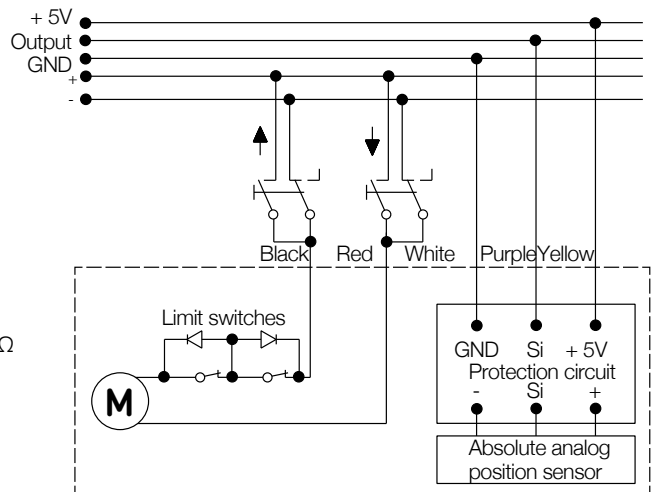 + 5V
Output
GND
+
-
Black Red White Purple Yellow
Limit switches
Ω
M
GND Si + 5V
Protection circuit
- Si +
Absolute analog
position sensor